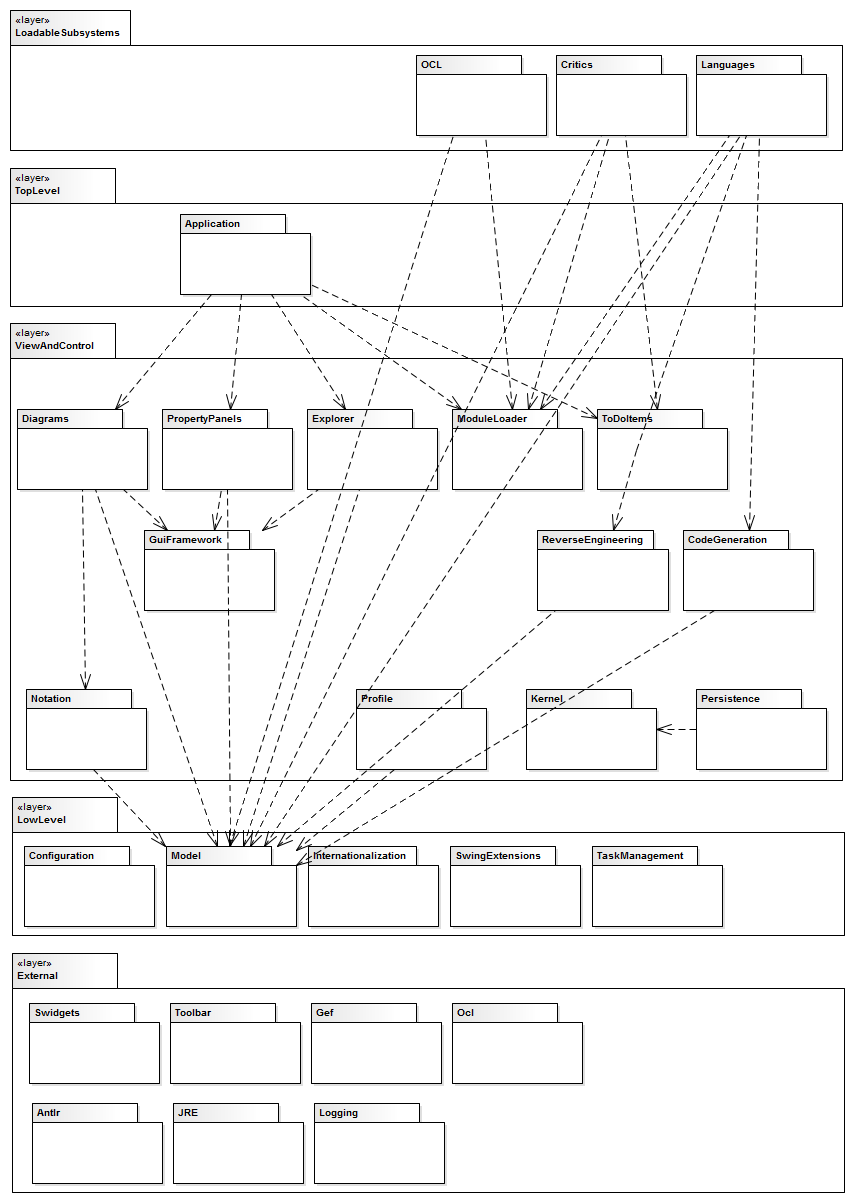 «layer»
LoadableSubsystems
OCL
Critics
Languages
«layer»
TopLevel
Application
«layer»
ViewAndControl
Diagrams
PropertyPanels
Explorer
ModuleLoader
ToDoItems
GuiFramework
ReverseEngineering
CodeGeneration
Notation
Profile
Kernel
Persistence
«layer»
LowLevel
Configuration
Model
Internationalization
SwingExtensions
TaskManagement
«layer»
External
Swidgets
Toolbar
Gef
Ocl
Antlr
JRE
Logging